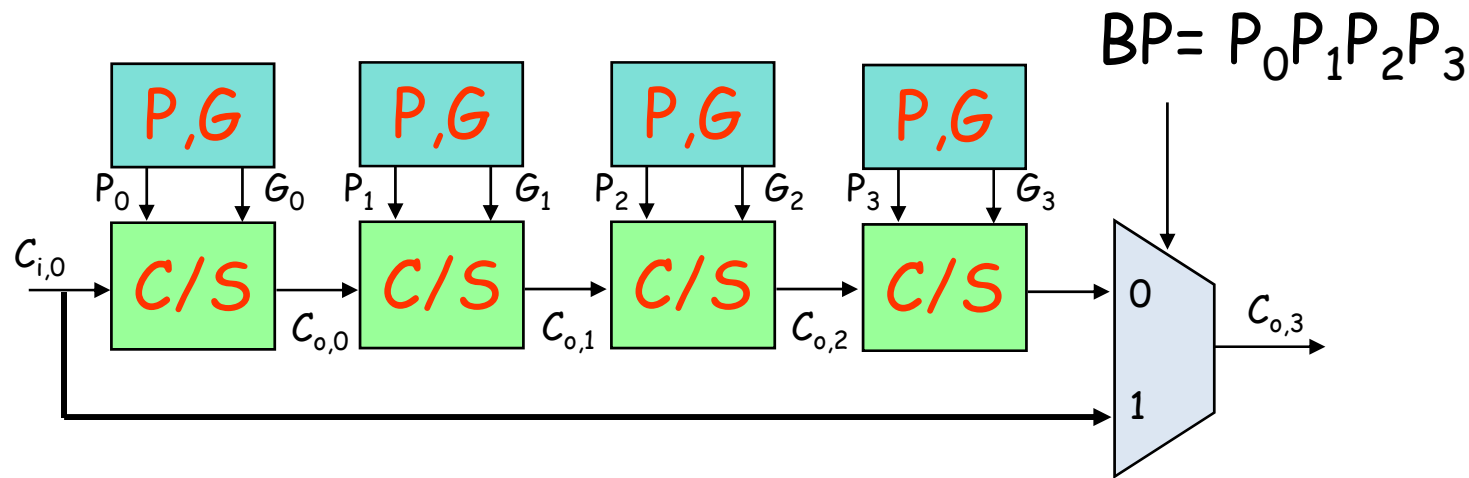 BP= P₀P₁P₂P₃
P,G P,G P,G P,G
P₀ G₀ P₁ G₁ P₂ G₂ P₃ G₃
Cᵢ,₀
C/S C/S C/S C/S
0
Cₒ,₀ Cₒ,₁ Cₒ,₂ Cₒ,₃
1